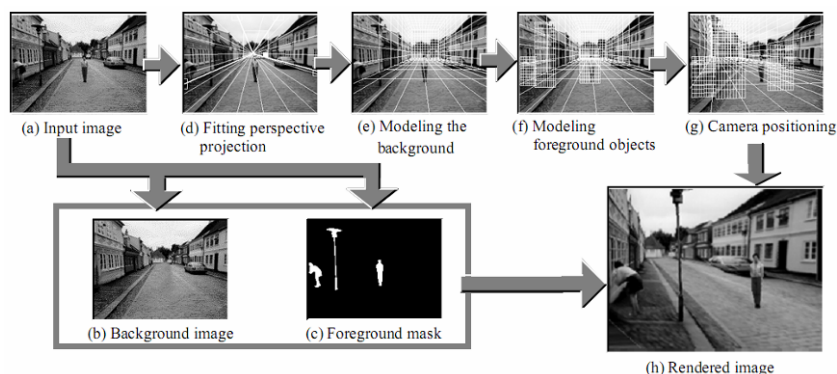 (a) Input image
(d) Fitting perspective
projection
(e) Modeling the
background
(f) Modeling
foreground objects
(g) Camera positioning
(b) Background image
(c) Foreground mask
(h) Rendered image